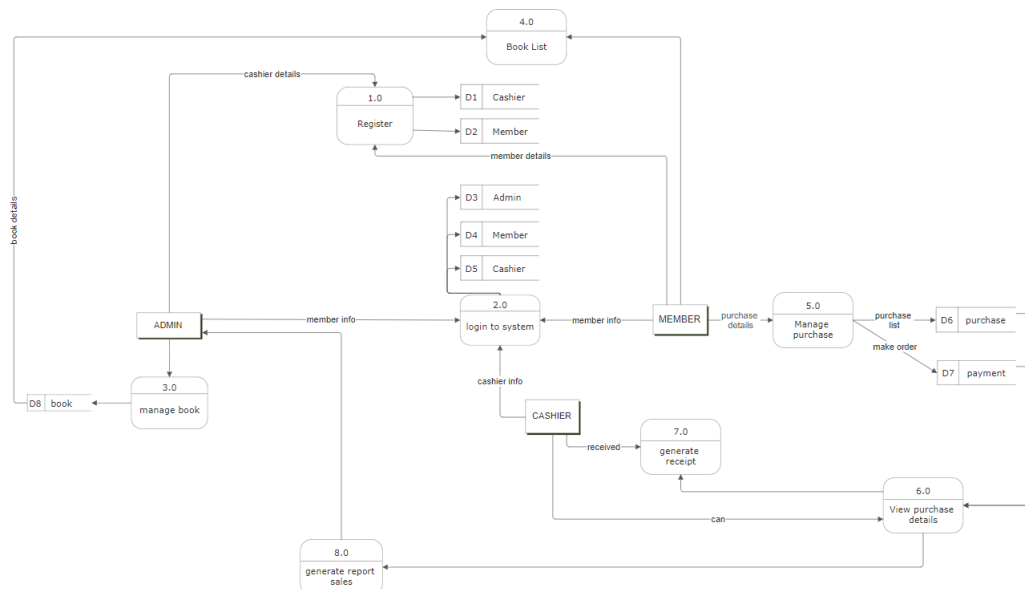 4.0
Book List
cashier details
1.0
Register
D1 Cashier
D2 Member
member details
book details
D3 Admin
D4 Member
D5 Cashier
2.0
login to system
ADMIN
member info
member info
MEMBER
purchase
details
5.0
Manage
purchase
purchase
list
make order
D6 purchase
D7 payment
3.0
manage book
D8 book
cashier info
CASHIER
received
7.0
generate
receipt
6.0
View purchase
details
can
8.0
generate report
sales